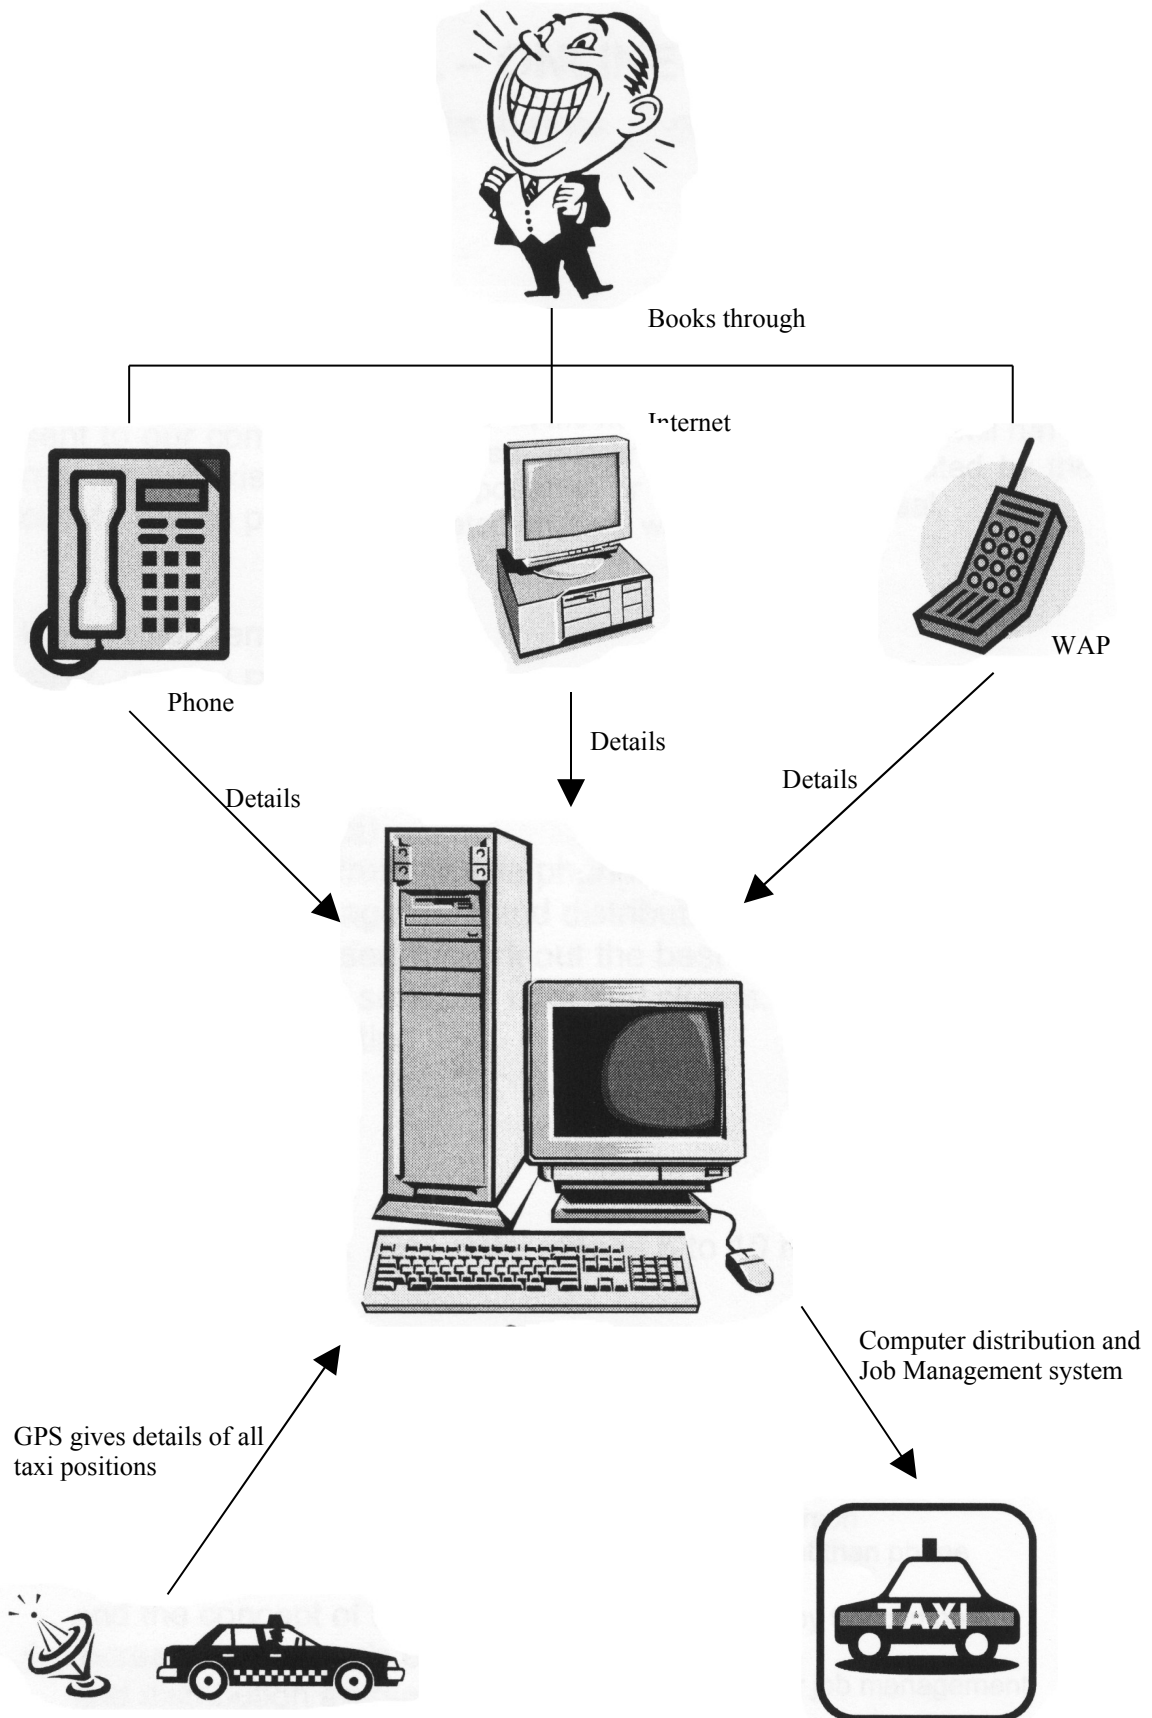 Books through
Internet
WAP
Phone
Details
Details
Details
Computer distribution and
Job Management system
GPS gives details of all
taxi positions
TAXI